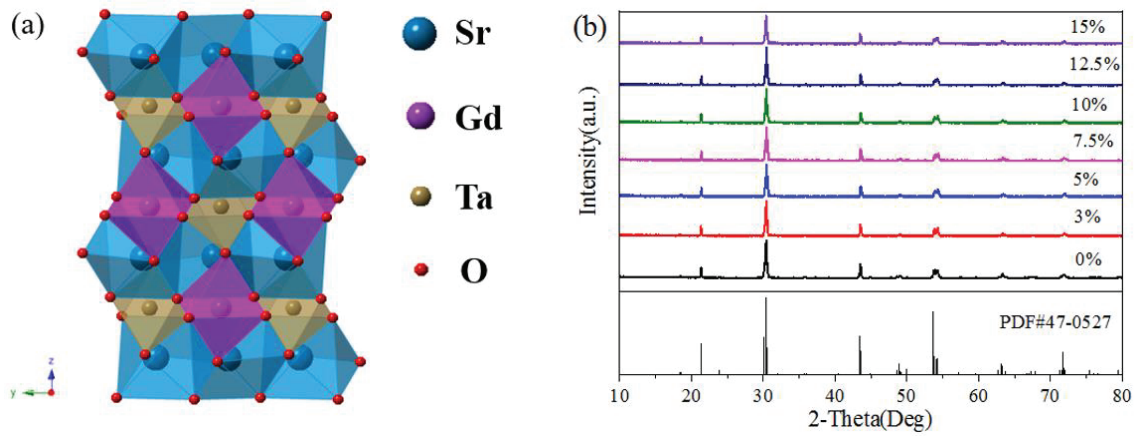 (a)
Sr
Gd
Ta
O
z
y
(b)
Intensity(a.u.)
15%
12.5%
10%
7.5%
5%
3%
0%
PDF#47-0527
10 20 30 40 50 60 70 80
2-Theta(Deg)